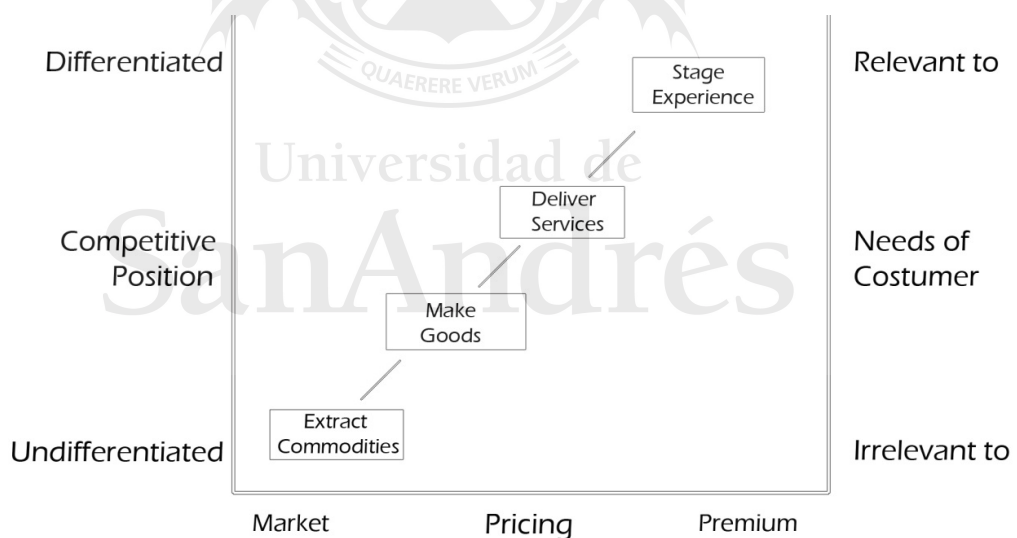 QUAERERE VERUM
Universidad de
SanAndrés
Differentiated
Stage
Experience
Relevant to
Deliver
Services
Competitive
Position
Needs of
Costumer
Make
Goods
Extract
Commodities
Undifferentiated
Irrelevant to
Market
Pricing
Premium